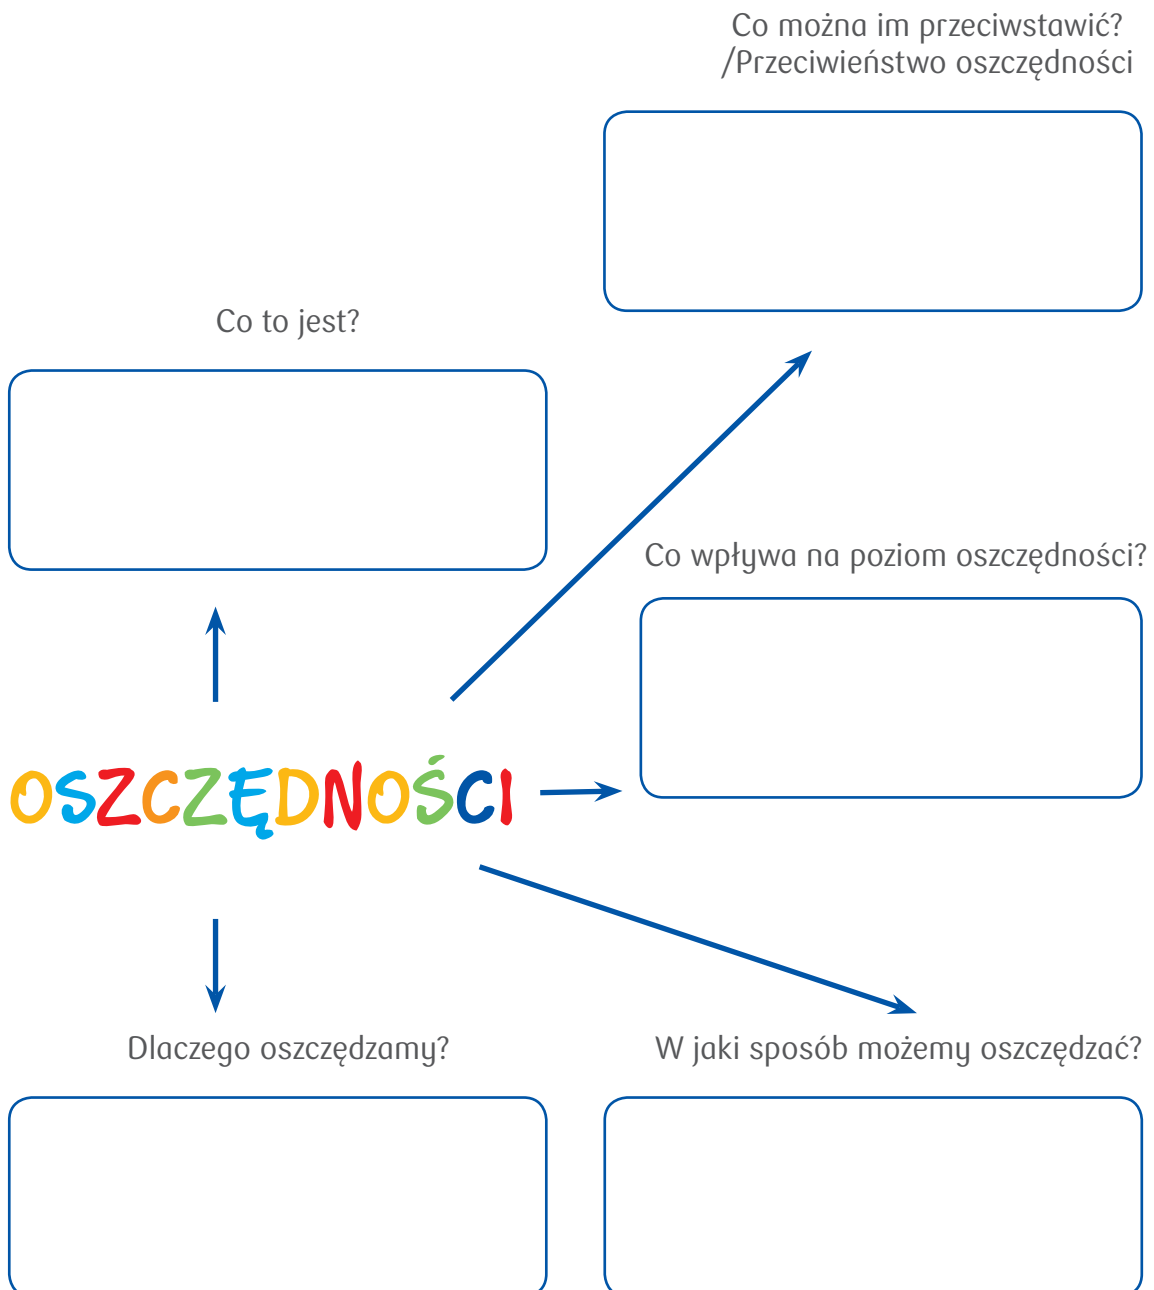 Co można im przeciwstawić?
/Przeciwieństwo oszczędności
Co to jest?
Co wpływa na poziom oszczędności?
OSZCZĘDNOŚCI
Dlaczego oszczędzamy?
W jaki sposób możemy oszczędzać?